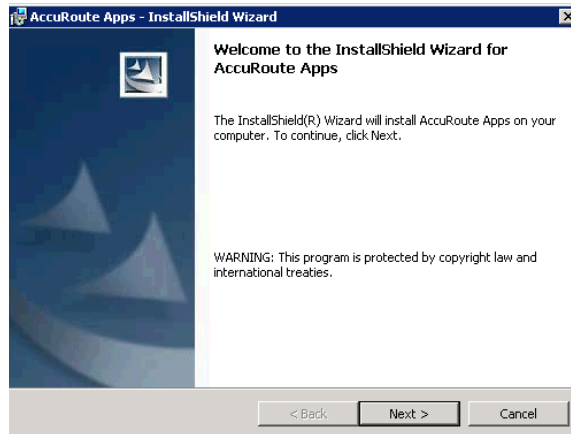 AccuRoute Apps - InstallShield Wizard
Welcome to the InstallShield Wizard for
AccuRoute Apps
The InstallShield(R) Wizard will install AccuRoute Apps on your
computer. To continue, click Next.
WARNING: This program is protected by copyright law and
international treaties.
< Back Next > Cancel